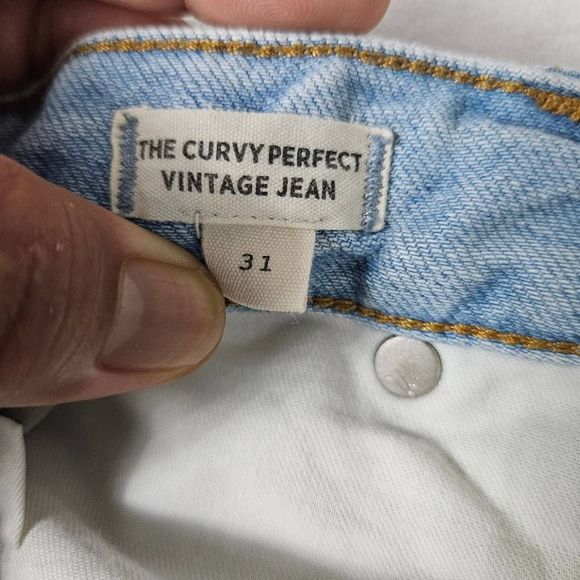 THE CURVY PERFECT
VINTAGE JEAN
31